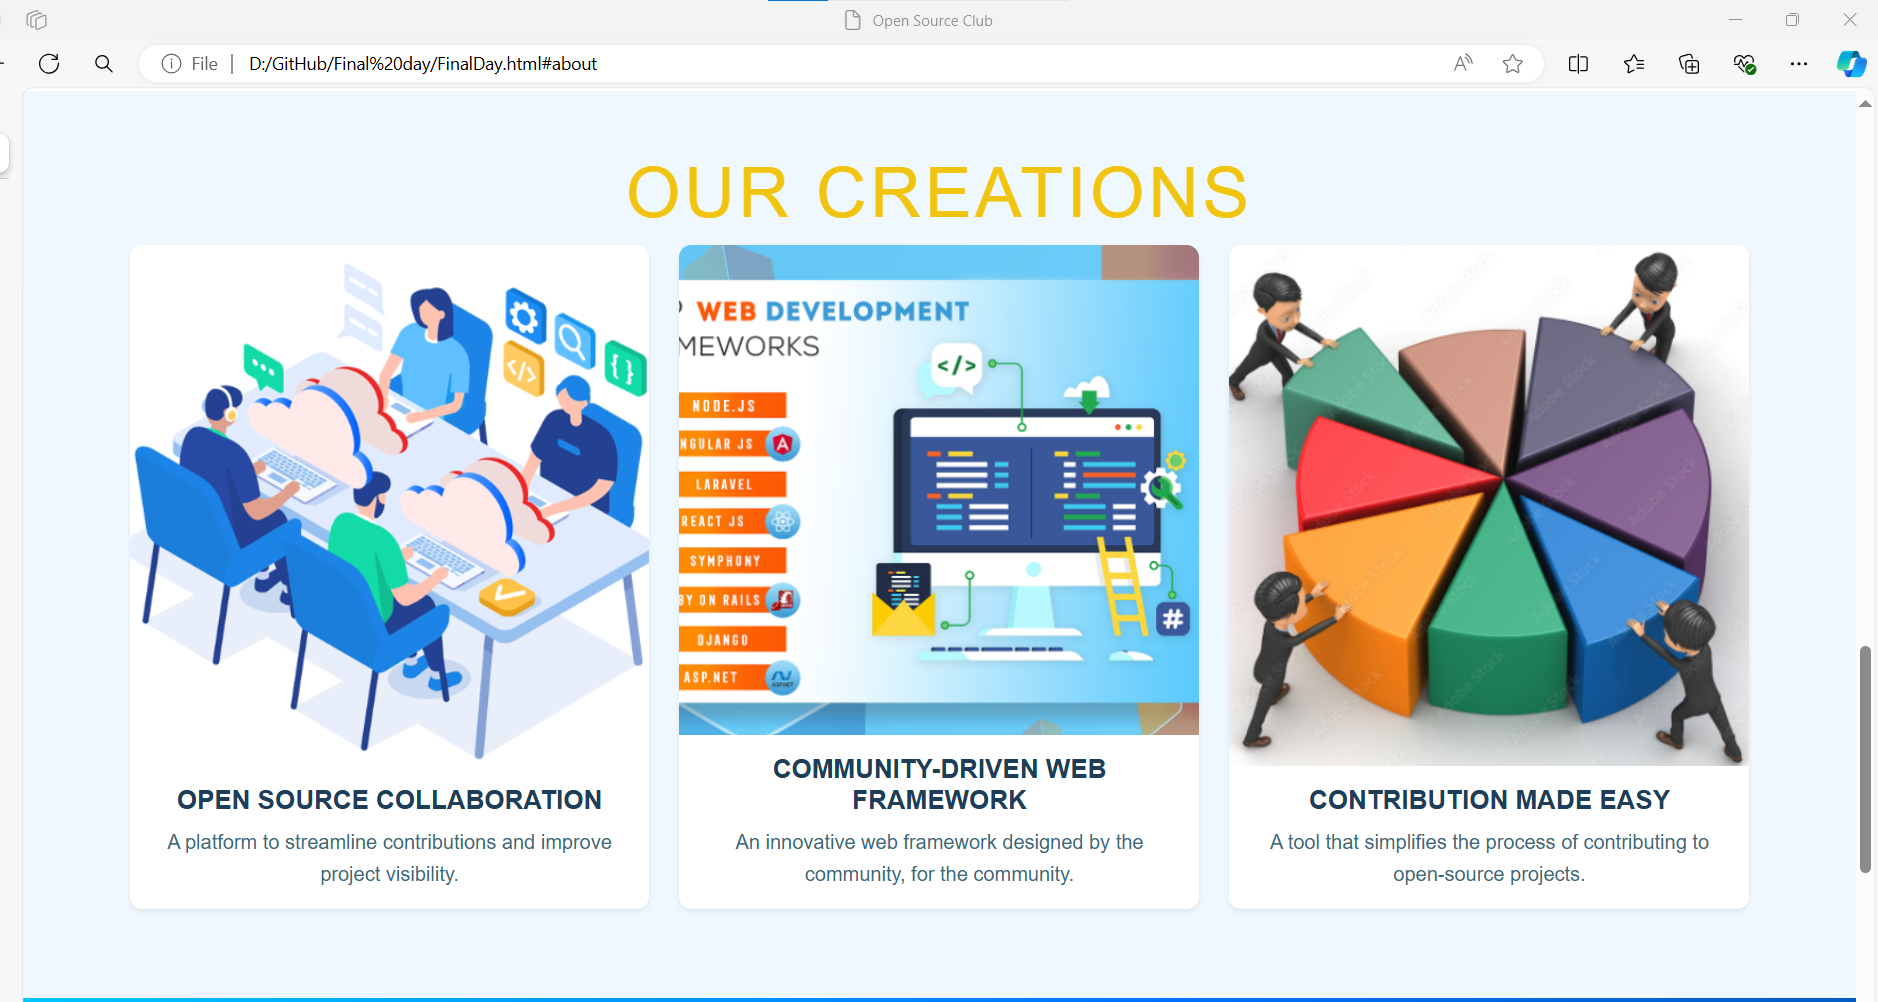 Open Source Club
File
D:/GitHub/Final%20day/FinalDay.html#about
OUR CREATIONS
WEB DEVELOPMENT
MEWORKS
</>
</>
{}
NODE.JS
NGULAR JS
A
LARAVEL
REACT JS
SYMPHONY
BY ON RAILS
DJANGO
ASP.NET
#
Adobe Stock
OPEN SOURCE COLLABORATION
A platform to streamline contributions and improve
project visibility.
COMMUNITY-DRIVEN WEB
FRAMEWORK
An innovative web framework designed by the
community, for the community.
CONTRIBUTION MADE EASY
A tool that simplifies the process of contributing to
open-source projects.